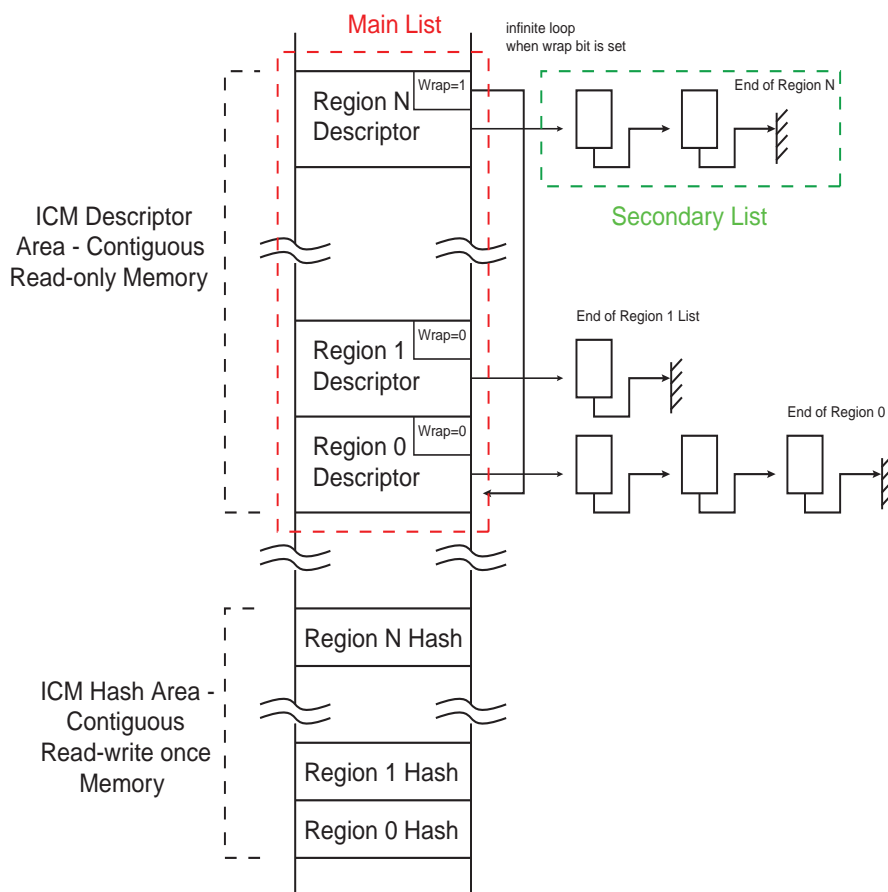 Main List
infinite loop
when wrap bit is set
Wrap=1
Region N
Descriptor
End of Region N
Secondary List
ICM Descriptor
Area - Contiguous
Read-only Memory
Wrap=0
Region 1
Descriptor
End of Region 1 List
Wrap=0
Region 0
Descriptor
End of Region 0
Region N Hash
ICM Hash Area -
Contiguous
Read-write once
Memory
Region 1 Hash
Region 0 Hash